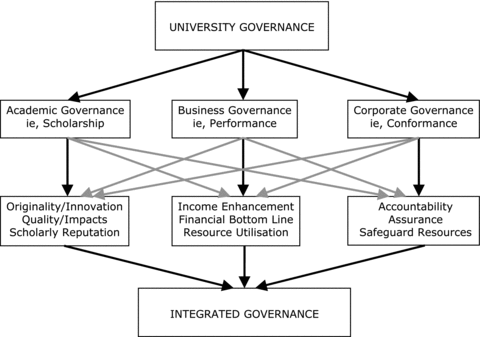 UNIVERSITY GOVERNANCE
Academic Governance
ie, Scholarship
Business Governance
ie, Performance
Corporate Governance
ie, Conformance
Originality/Innovation
Quality/Impacts
Scholarly Reputation
Income Enhancement
Financial Bottom Line
Resource Utilisation
Accountability
Assurance
Safeguard Resources
INTEGRATED GOVERNANCE